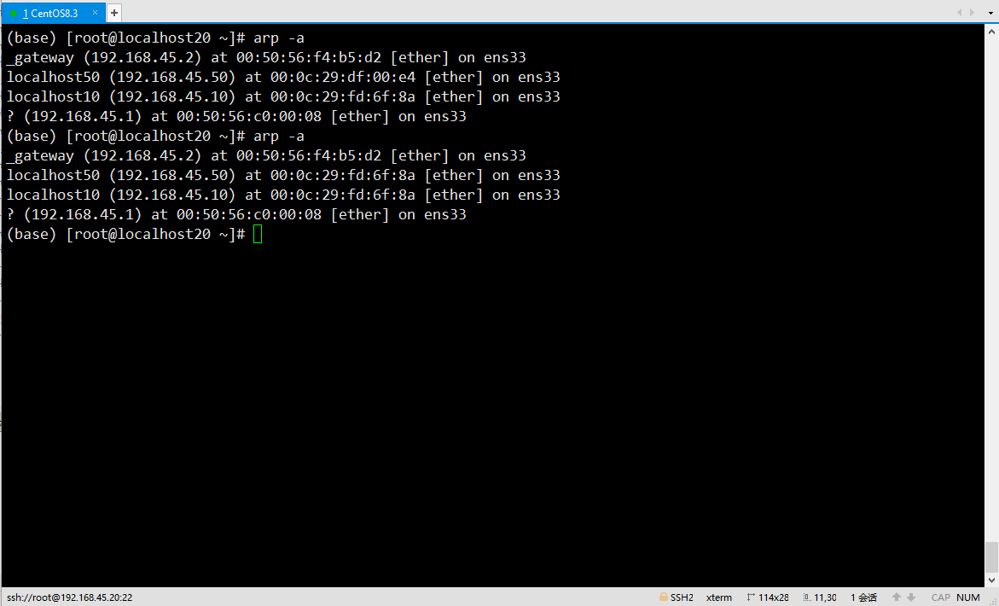 1 CentOS8.3 × +
(base) [root@localhost20 ~]# arp -a
_gateway (192.168.45.2) at 00:50:56:f4:b5:d2 [ether] on ens33
localhost50 (192.168.45.50) at 00:0c:29:df:00:e4 [ether] on ens33
localhost10 (192.168.45.10) at 00:0c:29:fd:6f:8a [ether] on ens33
? (192.168.45.1) at 00:50:56:c0:00:08 [ether] on ens33
(base) [root@localhost20 ~]# arp -a
_gateway (192.168.45.2) at 00:50:56:f4:b5:d2 [ether] on ens33
localhost50 (192.168.45.50) at 00:0c:29:fd:6f:8a [ether] on ens33
localhost10 (192.168.45.10) at 00:0c:29:fd:6f:8a [ether] on ens33
? (192.168.45.1) at 00:50:56:c0:00:08 [ether] on ens33
(base) [root@localhost20 ~]#
ssh://root@192.168.45.20:22 SSH2 xterm 114x28 11,30 1 会话 CAP NUM